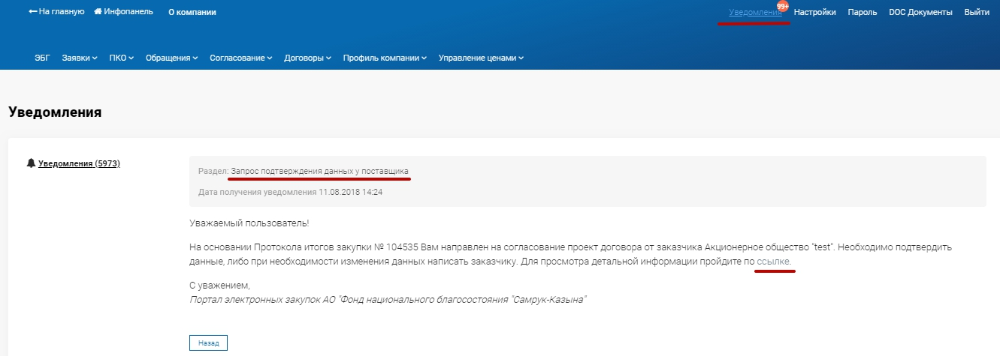 На главную Инфопанель О компании Уведомления 99+ Настройки Пароль DOC Документы Выйти
ЭБГ Заявки ПКО Обращения Согласование Договоры Профиль компании Управление ценами
Уведомления
Уведомления (5973)
Раздел: Запрос подтверждения данных у поставщика
Дата получения уведомления 11.08.2018 14:24
Уважаемый пользователь!
На основании Протокола итогов закупки № 104535 Вам направлен на согласование проект договора от заказчика Акционерное общество "test". Необходимо подтвердить
данные, либо при необходимости изменения данных написать заказчику. Для просмотра детальной информации пройдите по ссылке.
С уважением,
Портал электронных закупок АО "Фонд национального благосостояния "Самрук-Казына"
Назад